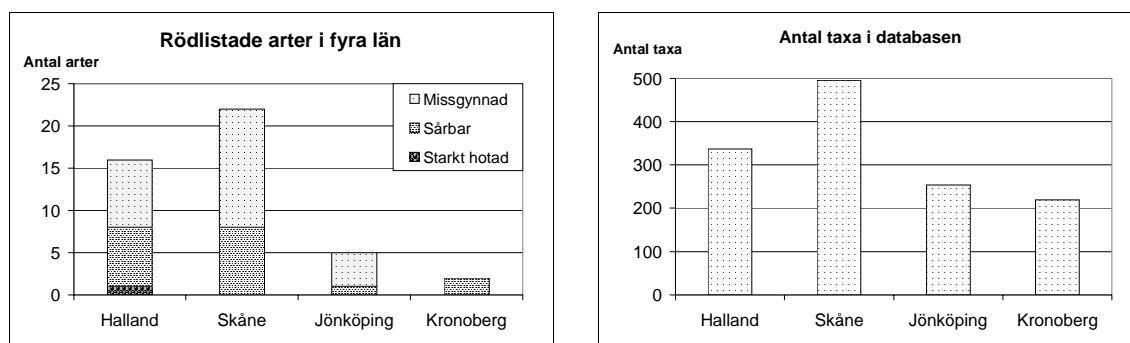 Rödlistade arter i fyra län
Antal arter
25
20
15
10
5
0
Missgynnad
Sårbar
Starkt hotad
Halland Skåne Jönköping Kronoberg
Antal taxa i databasen
Antal taxa
500
400
300
200
100
0
Halland Skåne Jönköping Kronoberg